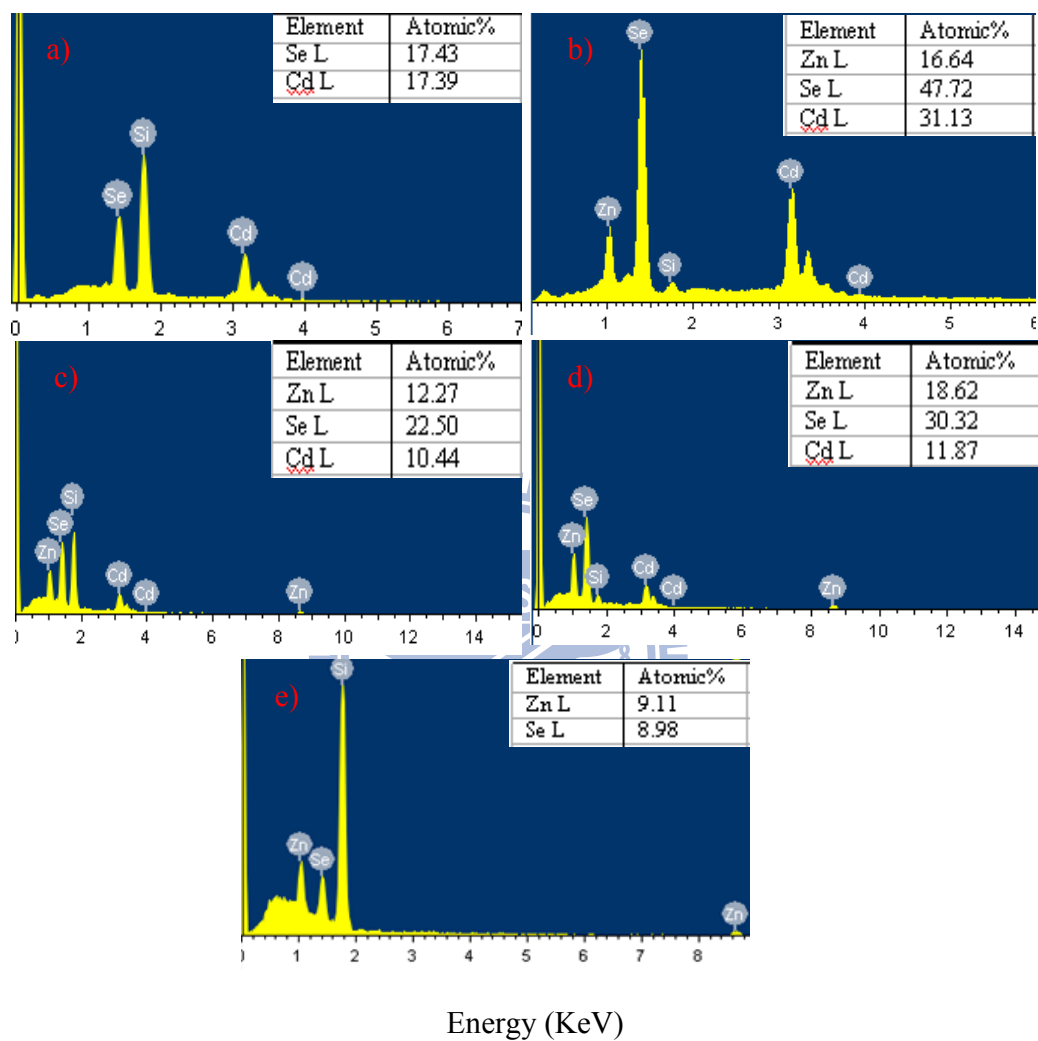 a)
Element Atomic%
Se L 17.43
Cd L 17.39
Si
Se
Cd
Cd
0 1 2 3 4 5 6 7
b)
Element Atomic%
Zn L 16.64
Se L 47.72
Cd L 31.13
Se
Cd
Zn
Si
Cd
1 2 3 4 5 6
c)
Element Atomic%
Zn L 12.27
Se L 22.50
Cd L 10.44
Si
Se
Zn
Cd
Cd
Zn
0 2 4 6 8 10 12 14
d)
Element Atomic%
Zn L 18.62
Se L 30.32
Cd L 11.87
Se
Zn
Si
Cd
Cd
Zn
0 2 4 6 8 10 12 14
e)
Element Atomic%
Zn L 9.11
Se L 8.98
Si
Zn
Se
Zn
0 1 2 3 4 5 6 7 8
Energy (KeV)